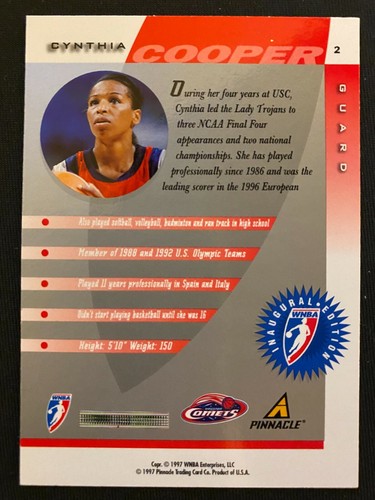 CYNTHIA COOPER 2
GUARD
During her four years at USC,
Cynthia led the Lady Trojans to
three NCAA Final Four
appearances and two national
championships. She has played
professionally since 1986 and was the
leading scorer in the 1996 European
Also played softball, volleyball, badminton and ran track in high school
Member of 1988 and 1992 U.S. Olympic Teams
Played 11 years professionally in Spain and Italy
Didn't start playing basketball until she was 16
Height: 5'10" Weight: 150
INAUGURAL • EDITION
WNBA
WNBA
COMETS
PINNACLE
Copr. © 1997 WNBA Enterprises, LLC
© 1997 Pinnacle Trading Card Co. Product of U.S.A.